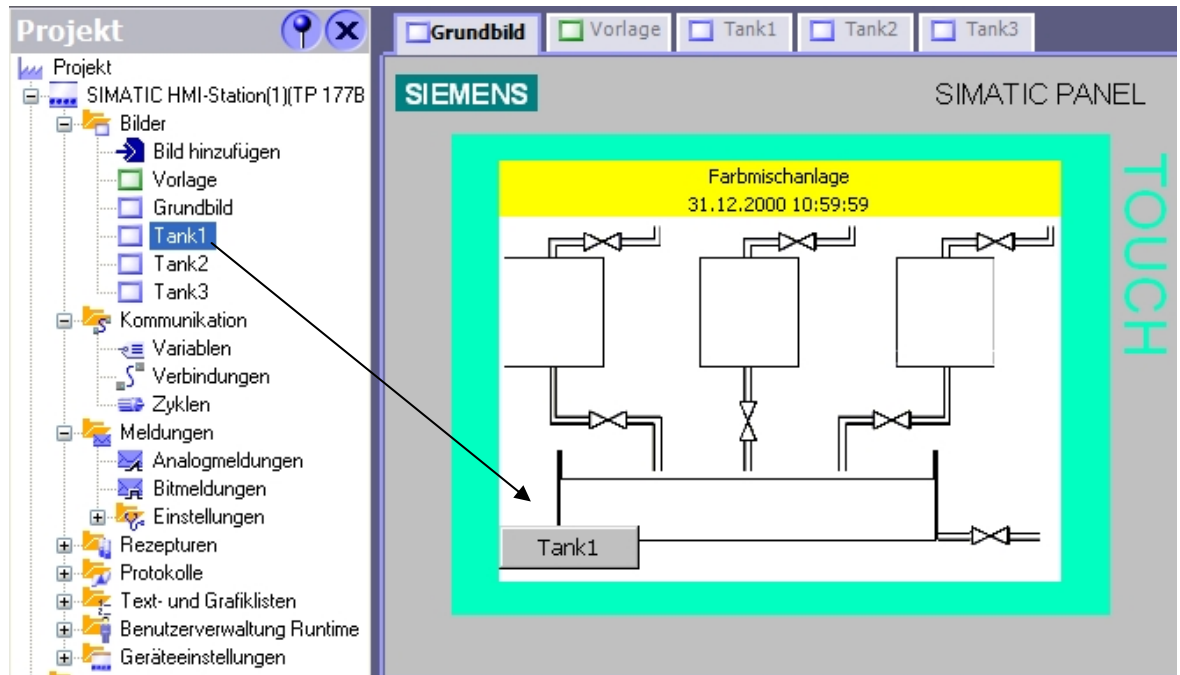 Projekt
Projekt
SIMATIC HMI-Station(1)(TP 177B
Bilder
Bild hinzufügen
Vorlage
Grundbild
Tank1
Tank2
Tank3
Kommunikation
Variablen
Verbindungen
Zyklen
Meldungen
Analogmeldungen
Bitmeldungen
Einstellungen
Rezepturen
Protokolle
Text- und Grafiklisten
Benutzerverwaltung Runtime
Geräteeinstellungen
Grundbild Vorlage Tank1 Tank2 Tank3
SIEMENS SIMATIC PANEL
TOUCH
Farbmischanlage
31.12.2000 10:59:59
Tank1